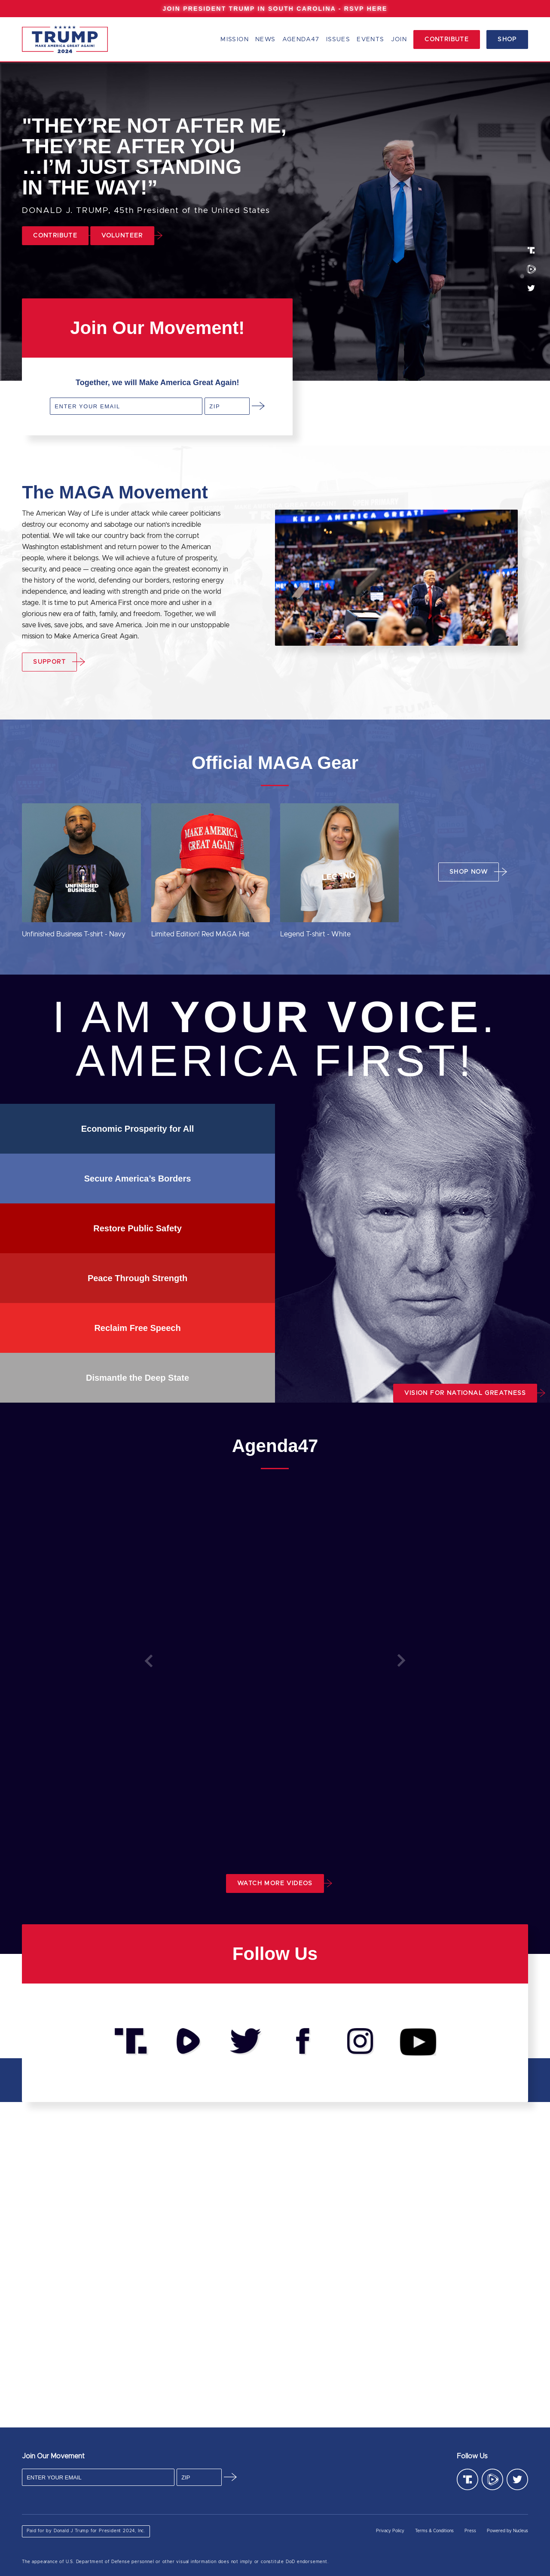 JOIN PRESIDENT TRUMP IN SOUTH CAROLINA - RSVP HERE
TRUMP
MAKE AMERICA GREAT AGAIN!
2024
MISSION NEWS AGENDA47 ISSUES EVENTS JOIN CONTRIBUTE SHOP
"THEY’RE NOT AFTER ME,
THEY’RE AFTER YOU
…I’M JUST STANDING
IN THE WAY!”
DONALD J. TRUMP, 45th President of the United States
CONTRIBUTE VOLUNTEER
Join Our Movement!
Together, we will Make America Great Again!
ENTER YOUR EMAIL ZIP
The MAGA Movement
The American Way of Life is under attack while career politicians
destroy our economy and sabotage our nation's incredible
potential. We will take our country back from the corrupt
Washington establishment and return power to the American
people, where it belongs. We will achieve a future of prosperity,
security, and peace — creating once again the greatest economy in
the history of the world, defending our borders, restoring energy
independence, and leading with strength and pride on the world
stage. It is time to put America First once more and usher in a
glorious new era of faith, family, and freedom. Together, we will
save lives, save jobs, and save America. Join me in our unstoppable
mission to Make America Great Again.
KEEP AMERICA GREAT!
SUPPORT
Official MAGA Gear
UNFINISHED
BUSINESS.
MAKE AMERICA
GREAT AGAIN
LEGEND
Unfinished Business T-shirt - Navy
Limited Edition! Red MAGA Hat
Legend T-shirt - White
SHOP NOW
I AM YOUR VOICE.
AMERICA FIRST!
Economic Prosperity for All
Secure America’s Borders
Restore Public Safety
Peace Through Strength
Reclaim Free Speech
Dismantle the Deep State
VISION FOR NATIONAL GREATNESS
Agenda47
WATCH MORE VIDEOS
Follow Us
Join Our Movement
ENTER YOUR EMAIL ZIP
Follow Us
Paid for by Donald J Trump for President 2024, Inc.
Privacy Policy Terms & Conditions Press Powered by Nucleus
The appearance of U.S. Department of Defense personnel or other visual information does not imply or constitute DoD endorsement.